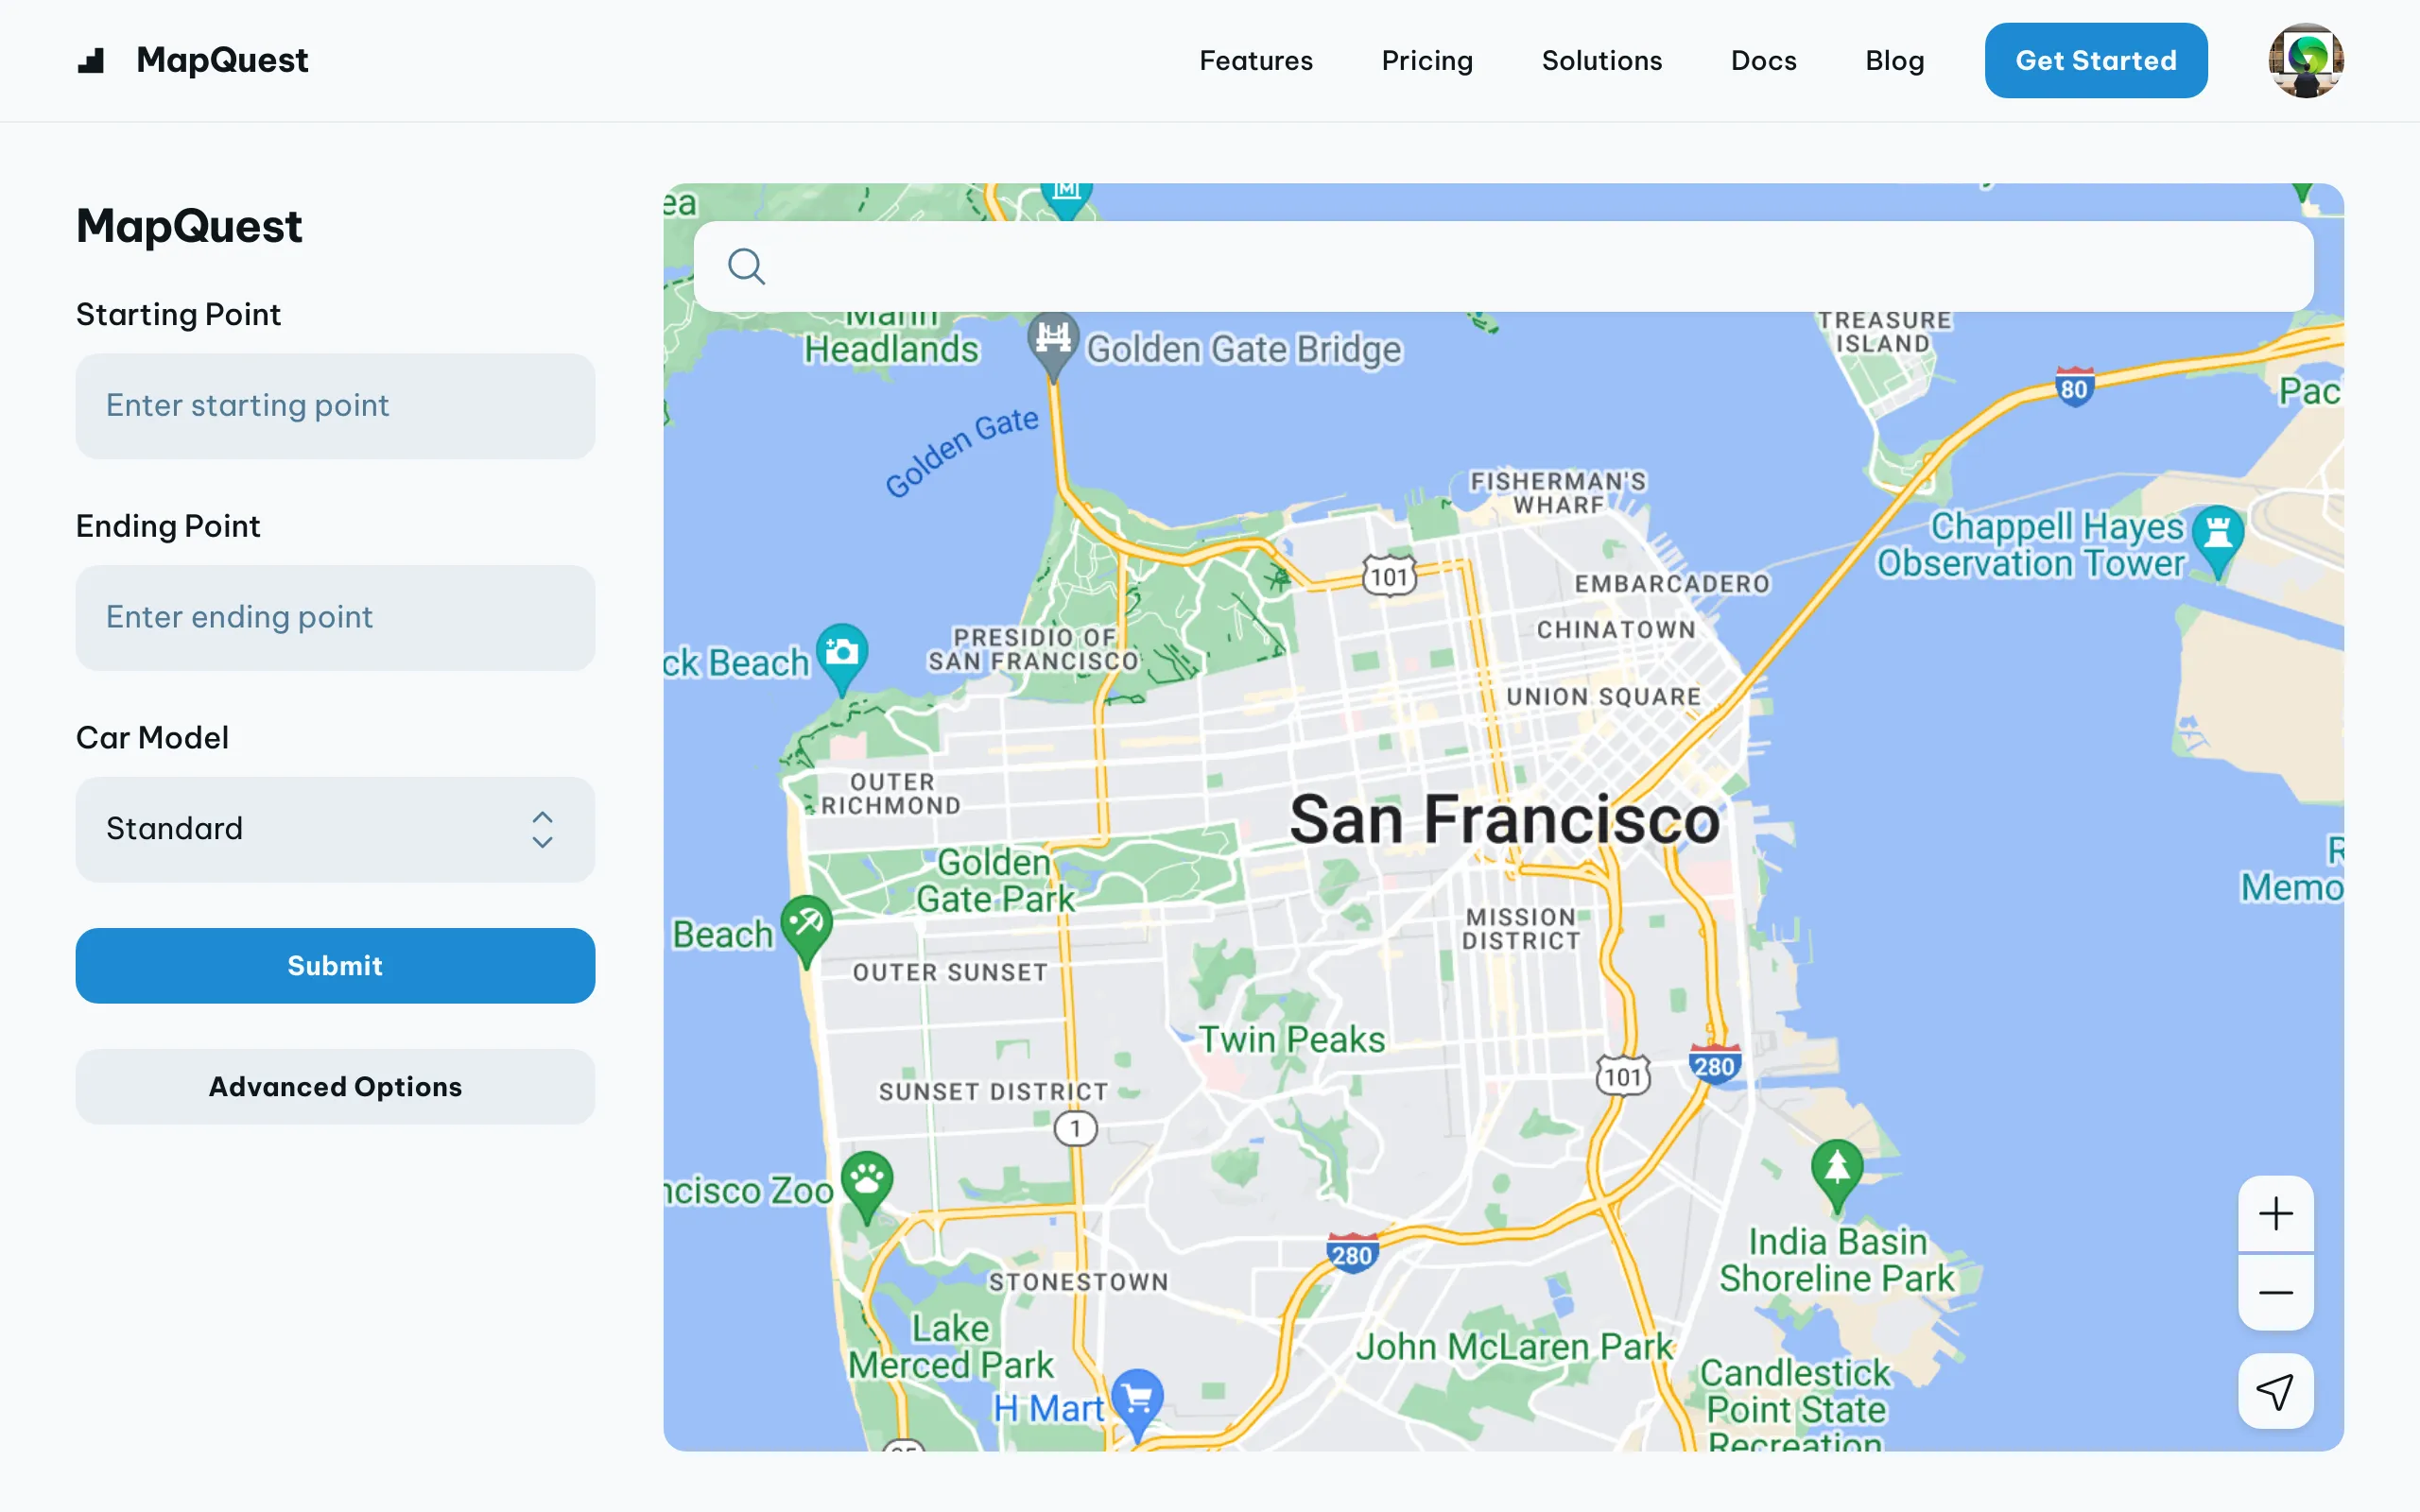 MapQuest
Features
Pricing
Solutions
Docs
Blog
Get Started
MapQuest
Starting Point
Enter starting point
Ending Point
Enter ending point
Car Model
Standard
Submit
Advanced Options
ea
Marin
Headlands
Golden Gate Bridge
TREASURE
ISLAND
80
Pac
Golden Gate
FISHERMAN'S
WHARF
Chappell Hayes
Observation Tower
101
EMBARCADERO
CHINATOWN
PRESIDIO OF
SAN FRANCISCO
ck Beach
UNION SQUARE
OUTER
RICHMOND
San Francisco
Golden
Gate Park
Memo
MISSION
DISTRICT
Beach
OUTER SUNSET
Twin Peaks
101
280
SUNSET DISTRICT
1
ncisco Zoo
280
India Basin
Shoreline Park
STONESTOWN
Lake
Merced Park
John McLaren Park
H Mart
Candlestick
Point State
Recreation